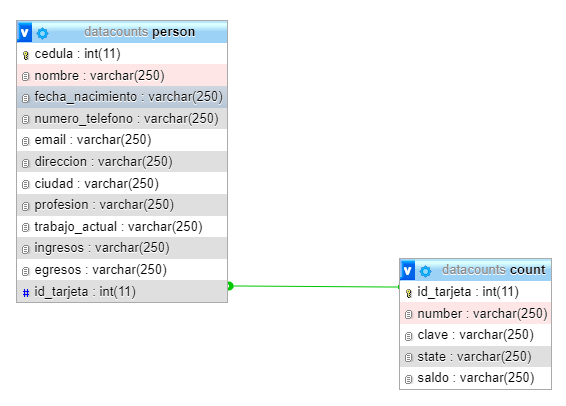 v datacounts person
cedula : int(11)
nombre : varchar(250)
fecha_nacimiento : varchar(250)
numero_telefono : varchar(250)
email : varchar(250)
direccion : varchar(250)
ciudad : varchar(250)
profesion : varchar(250)
trabajo_actual : varchar(250)
ingresos : varchar(250)
egresos : varchar(250)
# id_tarjeta : int(11)
v datacounts count
id_tarjeta : int(11)
number : varchar(250)
clave : varchar(250)
state : varchar(250)
saldo : varchar(250)